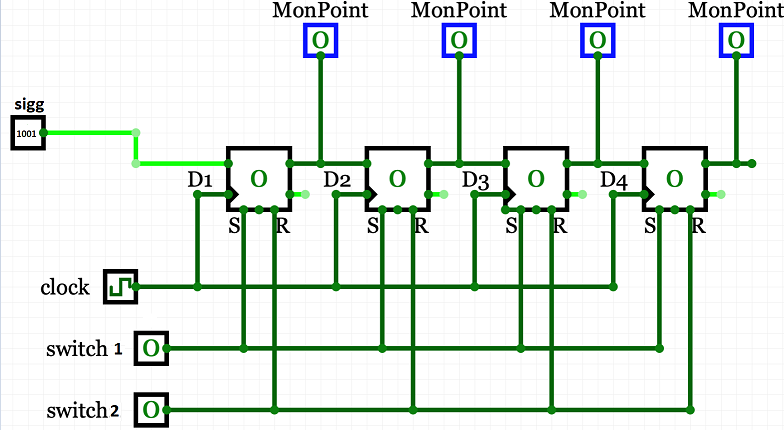 MonPoint MonPoint MonPoint MonPoint
O O O O
sigg
1001
D1 O D2 O D3 O D4 O
S R S R S R S R
clock
switch 1 O
switch 2 O